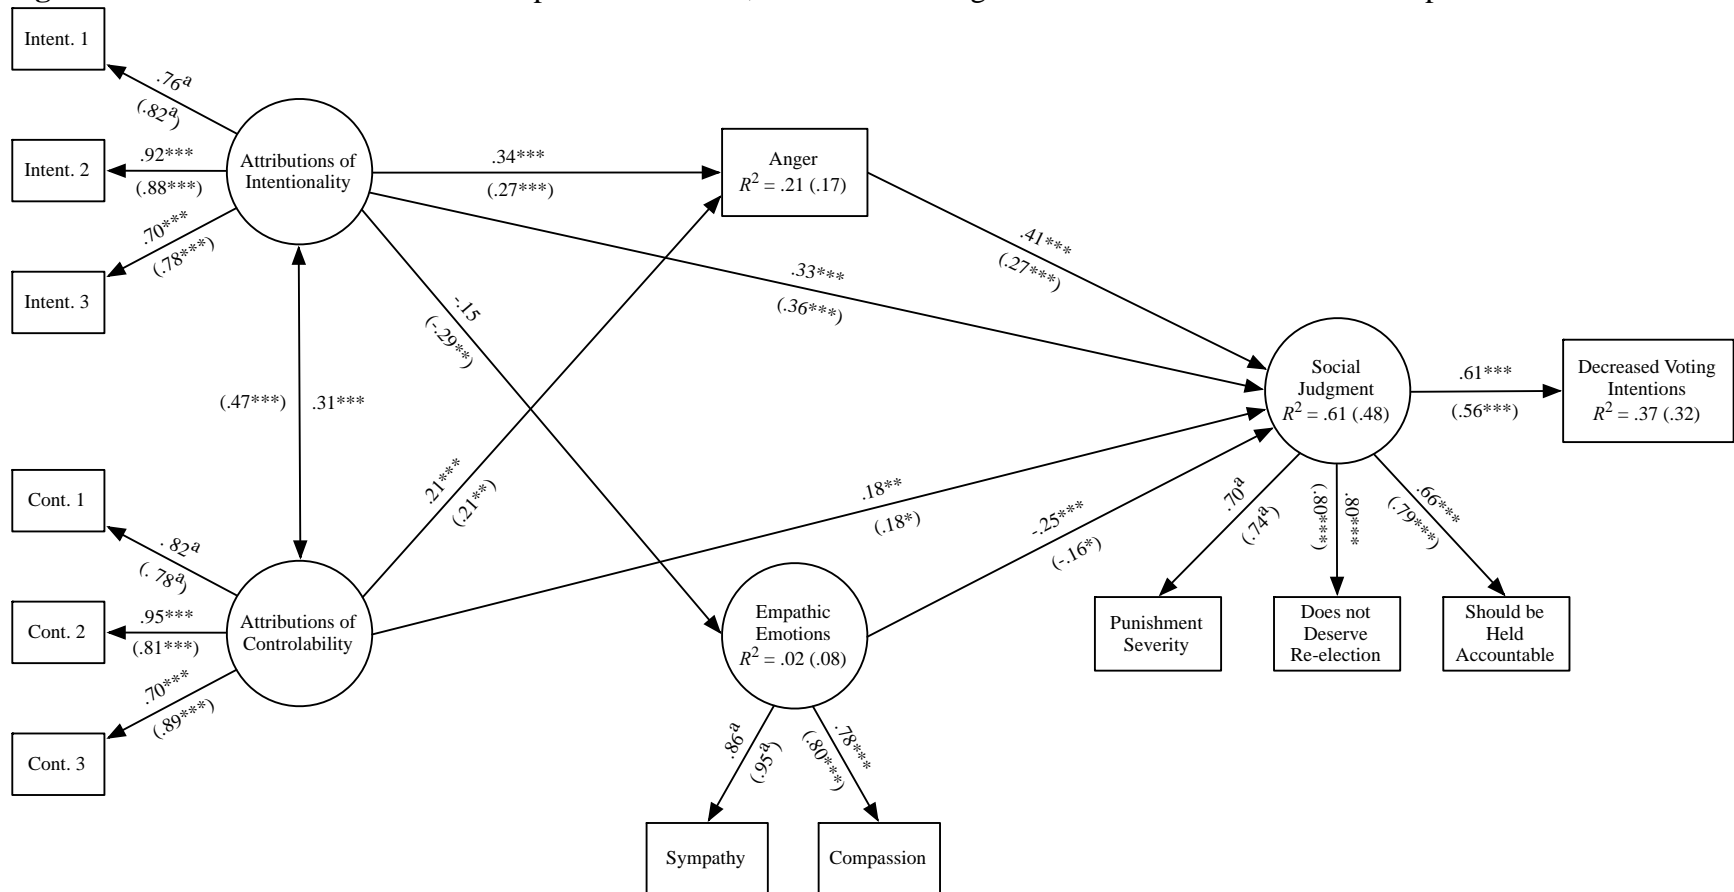 Intent. 1
.76a
(.82a)
Intent. 2
.92***
(.88***)
Intent. 3
.70***
(.78***)
Attributions of
Intentionality
.34***
(.27***)
Anger
R2 = .21 (.17)
.41***
(.27***)
.33***
(.36***)
-.15
(-.29**)
(.47***)
.31***
.21***
(.21**)
Social
Judgment
R2 = .61 (.48)
.61***
(.56***)
Decreased Voting
Intentions
R2 = .37 (.32)
Cont. 1
. 82a
(. 78a)
Cont. 2
.95***
(.81***)
Cont. 3
.70***
(.89***)
Attributions of
Controlability
.18**
(.18*)
-.25***
(-.16*)
Empathic
Emotions
R2 = .02 (.08)
.70a
(.74a)
.80***
(.80***)
.66***
(.79***)
Punishment
Severity
Does not
Deserve
Re-election
Should be
Held
Accountable
.86a
(.95a)
.78***
(.80***)
Sympathy
Compassion